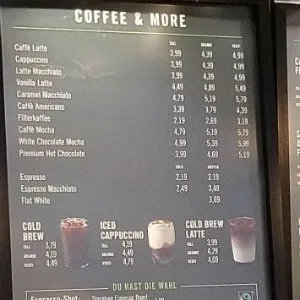 COFFEE & MORE
TALL GRANDE VENTI
Caffè Latte 3,99 4,39 4,99
Cappuccino 3,99 4,39 4,99
Latte Macchiato 3,99 4,39 4,99
Vanilla Latte 4,49 4,89 5,49
Caramel Macchiato 4,79 5,19 5,79
Caffè Americano 3,39 3,79 4,39
Filterkaffee 2,19 2,69 3,19
Caffè Mocha 4,79 5,19 5,79
White Chocolate Mocha 4,99 5,39 5,99
Premium Hot Chocolate 3,99 4,69 5,19
SOLO DOPPIO
Espresso 2,19 2,69
Espresso Macchiato 2,49 3,49
Flat White 3,69
COLD BREW
TALL 3,79
GRANDE 4,19
VENTI 4,49
ICED CAPPUCCINO
TALL 4,39
GRANDE 4,79
VENTI 4,79
COLD BREW LATTE
TALL 3,99
GRANDE 4,29
VENTI 4,69
DU HAST DIE WAHL
Espresso-Shot: